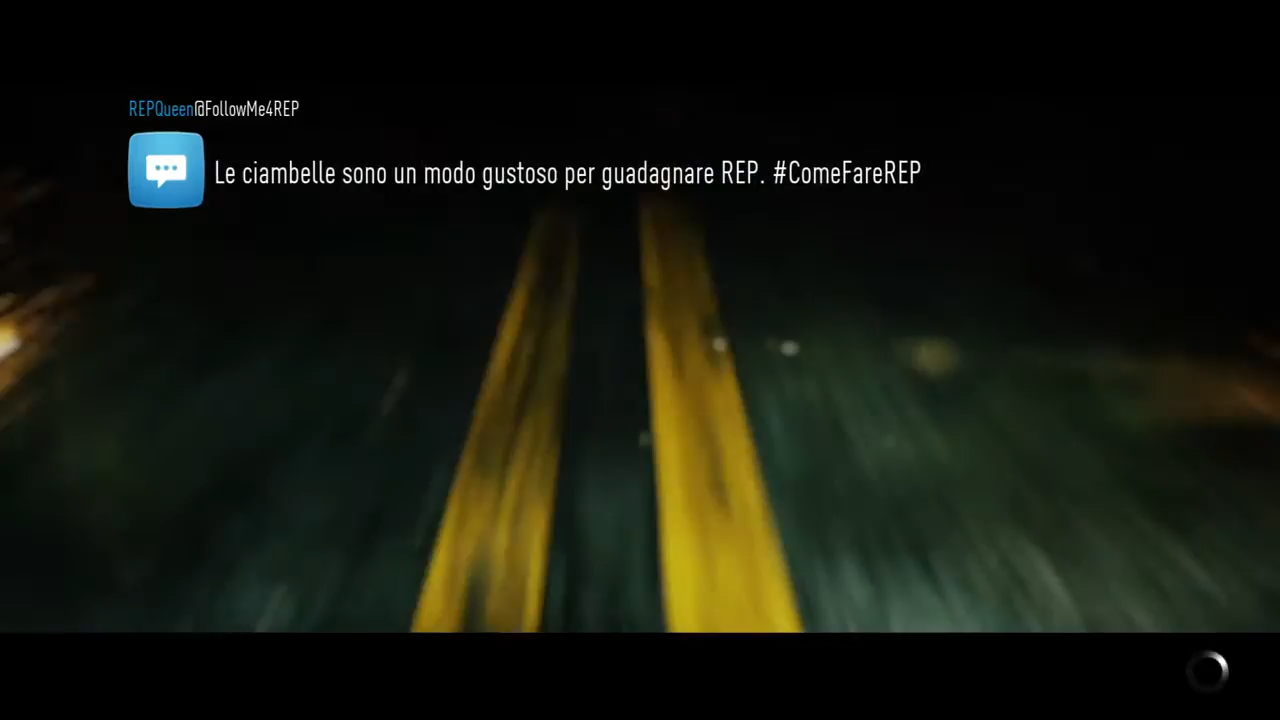 REPQueen@FollowMe4REP
Le ciambelle sono un modo gustoso per guadagnare REP. #ComeFareREP